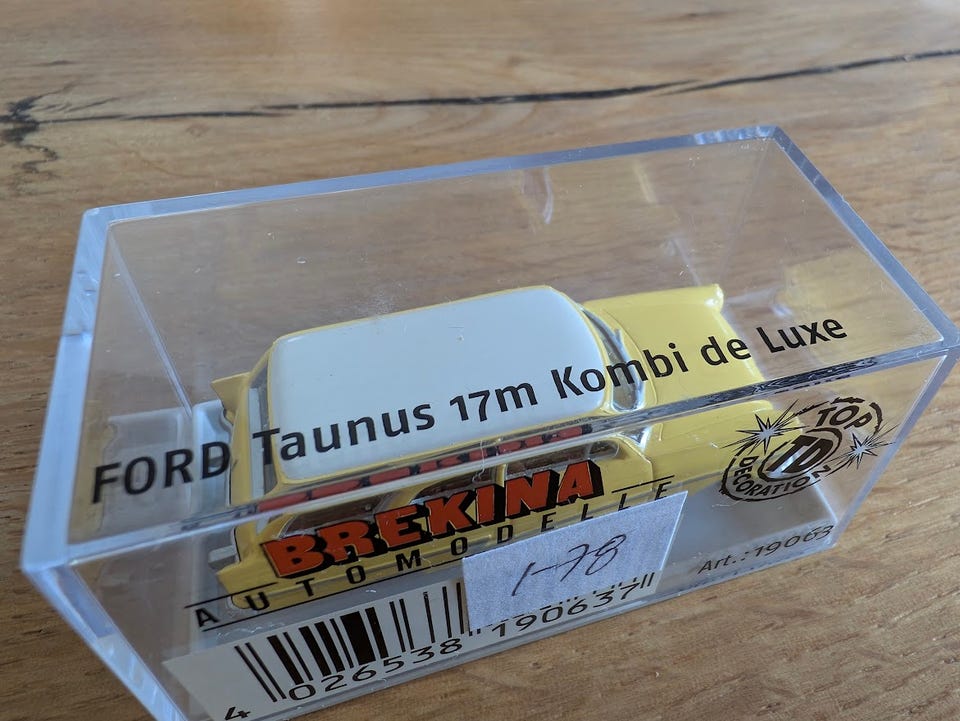 FORD Taunus 17m Kombi de Luxe
BREKINA
AUTOMODELLE
TOP
TD
DECORATION
1-78
Art.: 19063
4 026538 190637